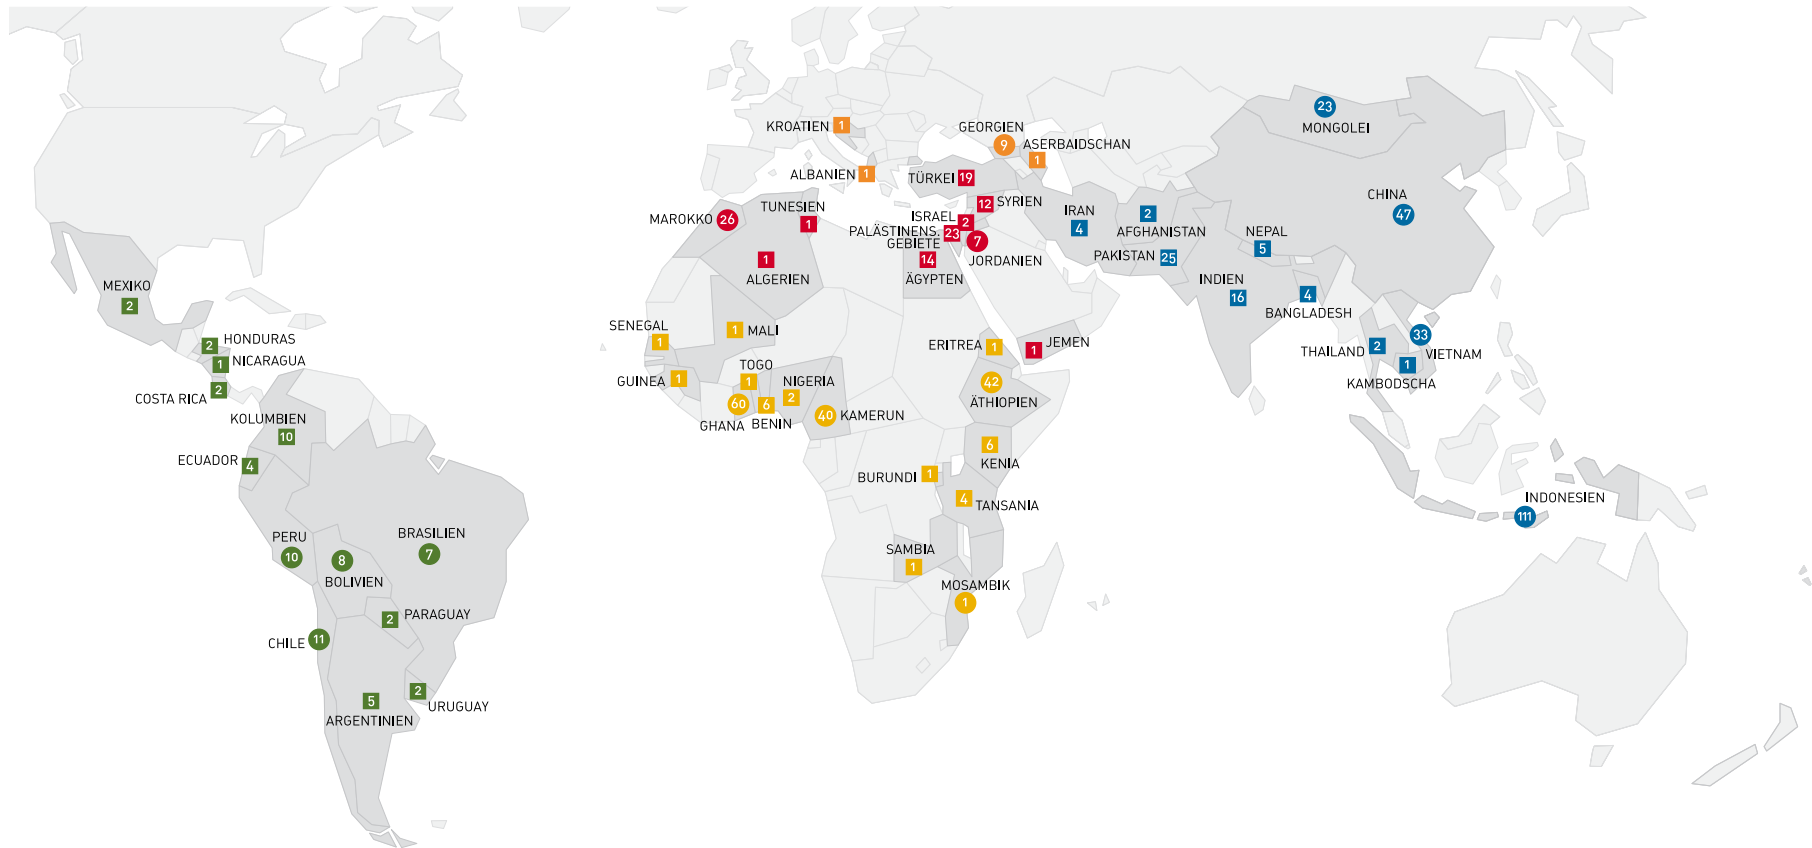 23
MONGOLEI
KROATIEN 1
GEORGIEN
9
ASERBAIDSCHAN
1
ALBANIEN 1
TÜRKEI 19
CHINA
47
MAROKKO 26
TUNESIEN
1
12 SYRIEN
ISRAEL
2
PALÄSTINENS.
GEBIETE
23
7
JORDANIEN
IRAN
4
2
AFGHANISTAN
PAKISTAN 25
NEPAL
5
1
ALGERIEN
14
ÄGYPTEN
INDIEN
16
4
BANGLADESH
MEXIKO
2
2 HONDURAS
1 NICARAGUA
COSTA RICA 2
SENEGAL
1
1 MALI
ERITREA 1
1 JEMEN
33
VIETNAM
THAILAND 2
1
KAMBODSCHA
GUINEA 1
TOGO
1
NIGERIA
2
60
GHANA
6
BENIN
40 KAMERUN
42
ÄTHIOPIEN
KOLUMBIEN
10
ECUADOR 4
6
KENIA
BURUNDI 1
4
TANSANIA
INDONESIEN
111
PERU
10
8
BOLIVIEN
BRASILIEN
7
SAMBIA
1
MOSAMBIK
1
2 PARAGUAY
CHILE 11
2
URUGUAY
5
ARGENTINIEN